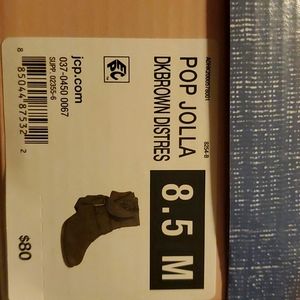 POP JOLLA
DKBROWN DISTRES
8.5 M
jcp.com
037-0450 0067
SUPP. 02355-6
8 85044 87532 2
$80
8254-B